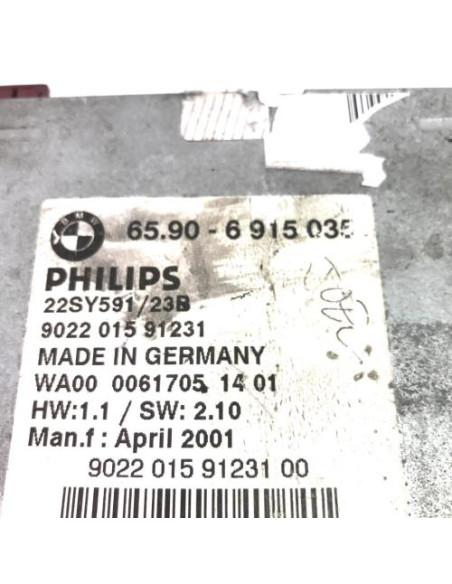 BMW
65.90 - 6 915 035
PHILIPS
22SY591/23B
9022 015 91231
MADE IN GERMANY
WA00 0061705 14 01
HW:1.1 / SW: 2.10
Man.f : April 2001
9022 015 91231 00